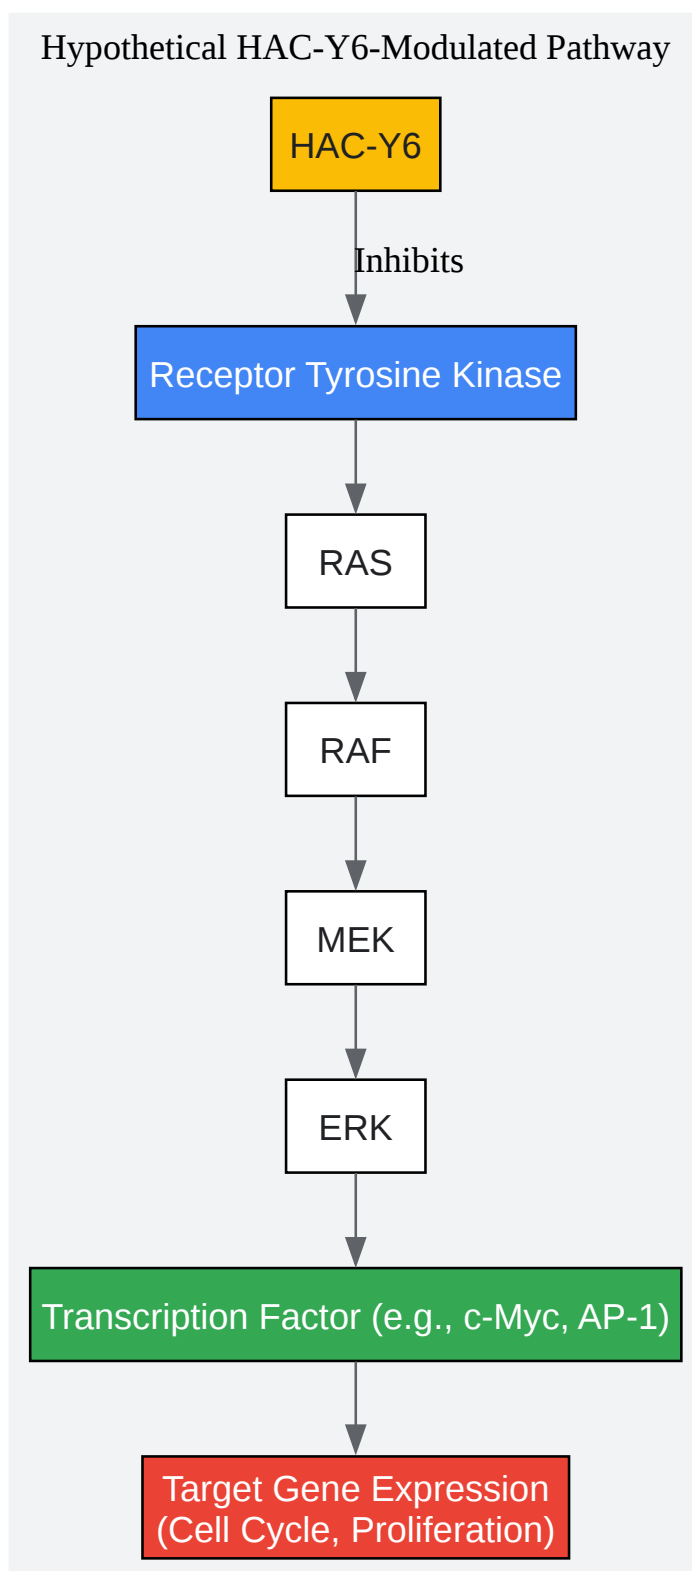 Hypothetical HAC-Y6-Modulated Pathway
HAC-Y6
Inhibits
Receptor Tyrosine Kinase
RAS
RAF
MEK
ERK
Transcription Factor (e.g., c-Myc, AP-1)
Target Gene Expression
(Cell Cycle, Proliferation)